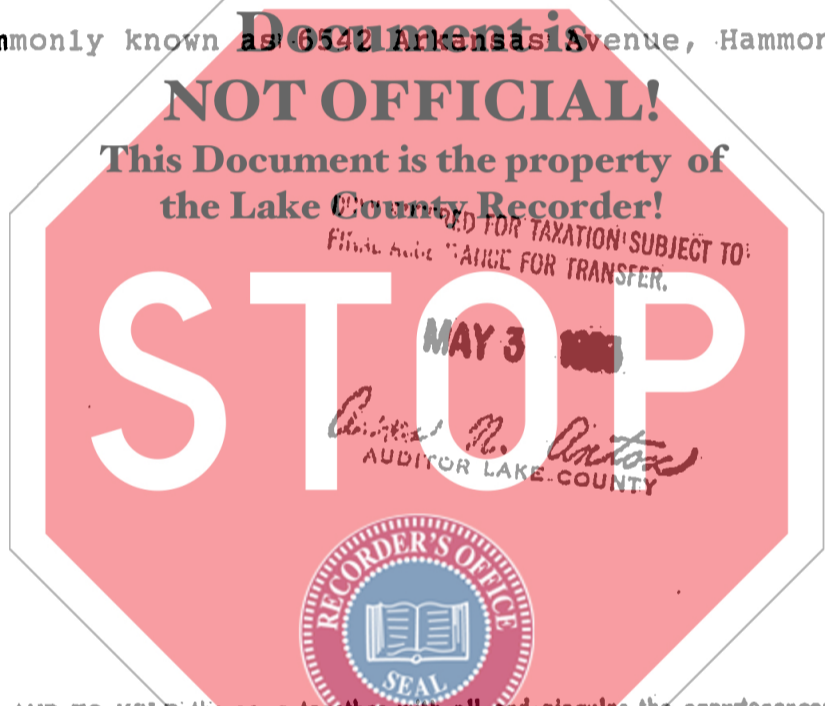 mmonly known as 6542 Arkansas Avenue, Hammon
Document is
NOT OFFICIAL!
This Document is the property of
the Lake County Recorder!
FOR TAXATION SUBJECT TO
FOR TRANSFER.
STOP
MAY 3
N. Anton
AUDITOR LAKE COUNTY
RECORDER'S OFFICE
SEAL